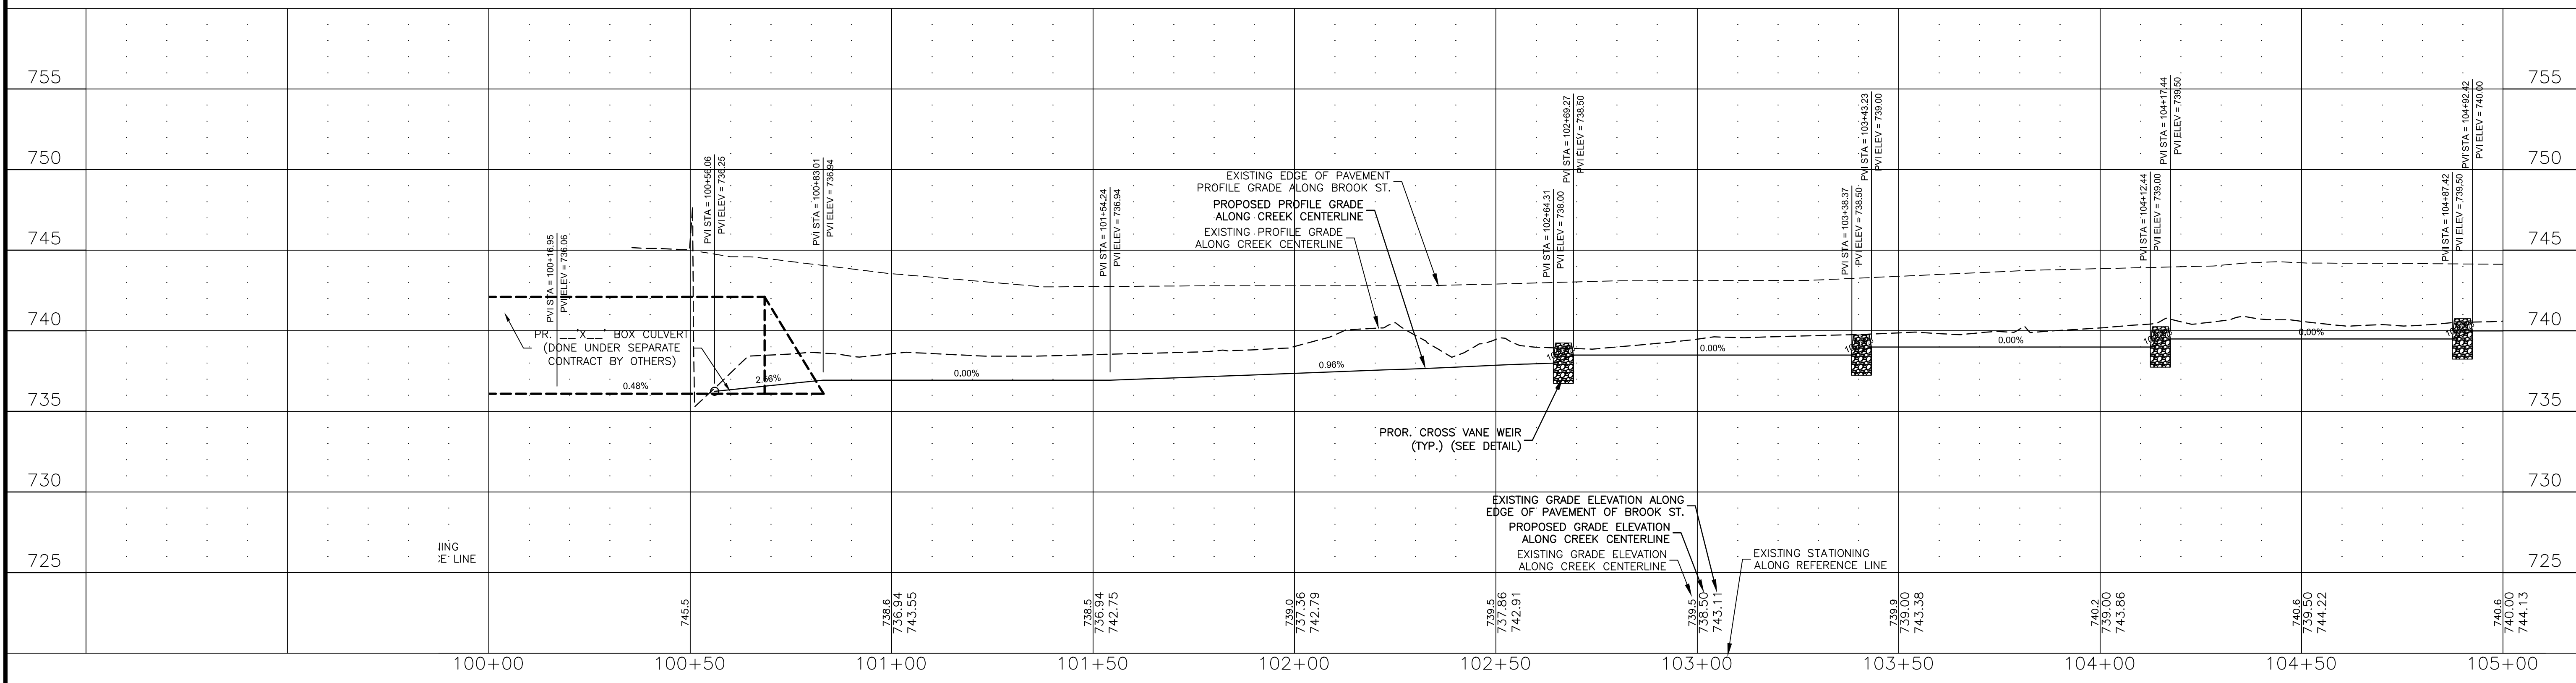 755
755
750
750
745
745
740
740
735
735
730
730
725
725
PVI STA = 100+16.95
PVI ELEV = 736.06
PVI STA = 100+56.06
PVI ELEV = 736.25
PVI STA = 100+83.01
PVI ELEV = 736.94
PVI STA = 101+54.24
PVI ELEV = 736.94
PVI STA = 102+64.31
PVI ELEV = 738.00
PVI STA = 102+69.27
PVI ELEV = 738.50
PVI STA = 103+38.37
PVI ELEV = 738.50
PVI STA = 103+43.23
PVI ELEV = 739.00
PVI STA = 104+12.44
PVI ELEV = 739.00
PVI STA = 104+17.44
PVI ELEV = 739.50
PVI STA = 104+87.42
PVI ELEV = 739.50
PVI STA = 104+92.42
PVI ELEV = 740.00
EXISTING EDGE OF PAVEMENT
PROFILE GRADE ALONG BROOK ST.
PROPOSED PROFILE GRADE
ALONG CREEK CENTERLINE
EXISTING PROFILE GRADE
ALONG CREEK CENTERLINE
PR. __'X__' BOX CULVERT
(DONE UNDER SEPARATE
CONTRACT BY OTHERS)
0.48%
2.56%
0.00%
0.96%
0.00%
0.00%
0.00%
PROR. CROSS VANE WEIR
(TYP.) (SEE DETAIL)
EXISTING GRADE ELEVATION ALONG
EDGE OF PAVEMENT OF BROOK ST.
PROPOSED GRADE ELEVATION
ALONG CREEK CENTERLINE
EXISTING GRADE ELEVATION
ALONG CREEK CENTERLINE
EXISTING STATIONING
ALONG REFERENCE LINE
NING
E LINE
745.5
738.6
736.94
743.55
738.5
736.94
742.75
739.0
737.36
742.79
739.5
737.86
742.91
739.5
738.50
743.11
739.9
739.00
743.38
740.2
739.00
743.86
740.6
739.50
744.22
740.6
740.00
744.13
100+00
100+50
101+00
101+50
102+00
102+50
103+00
103+50
104+00
104+50
105+00